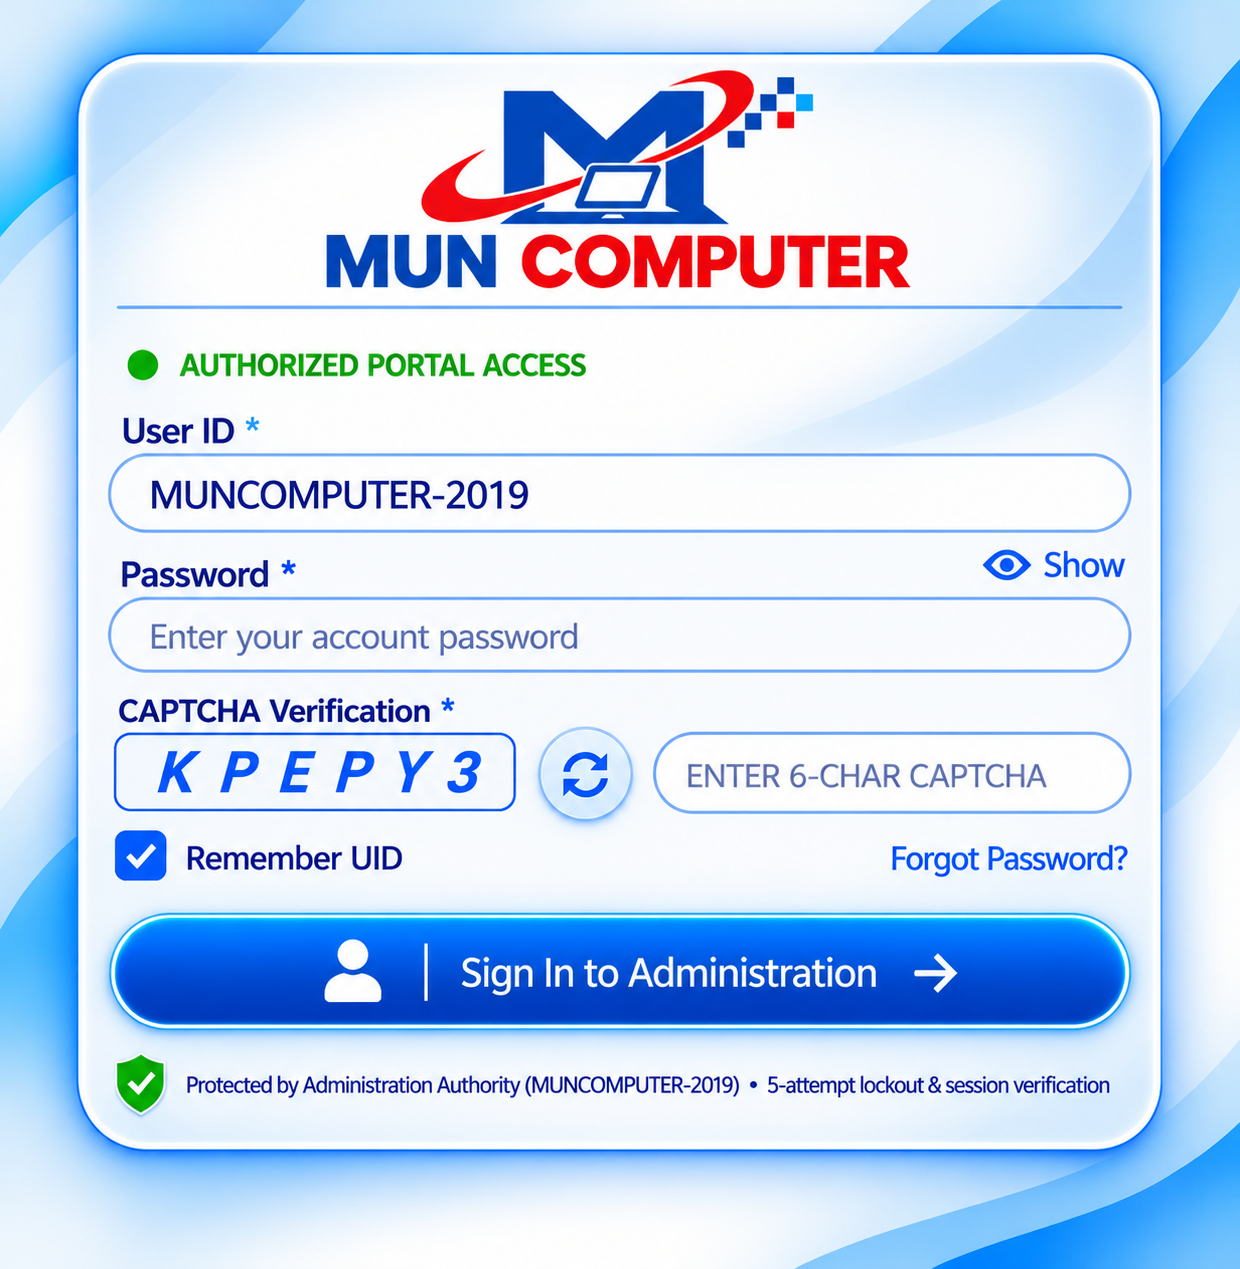 MUN COMPUTER
AUTHORIZED PORTAL ACCESS
User ID *
MUNCOMPUTER-2019
Password *
Show
Enter your account password
CAPTCHA Verification *
KPEPY3
ENTER 6-CHAR CAPTCHA
Remember UID
Forgot Password?
Sign In to Administration
Protected by Administration Authority (MUNCOMPUTER-2019) • 5-attempt lockout & session verification